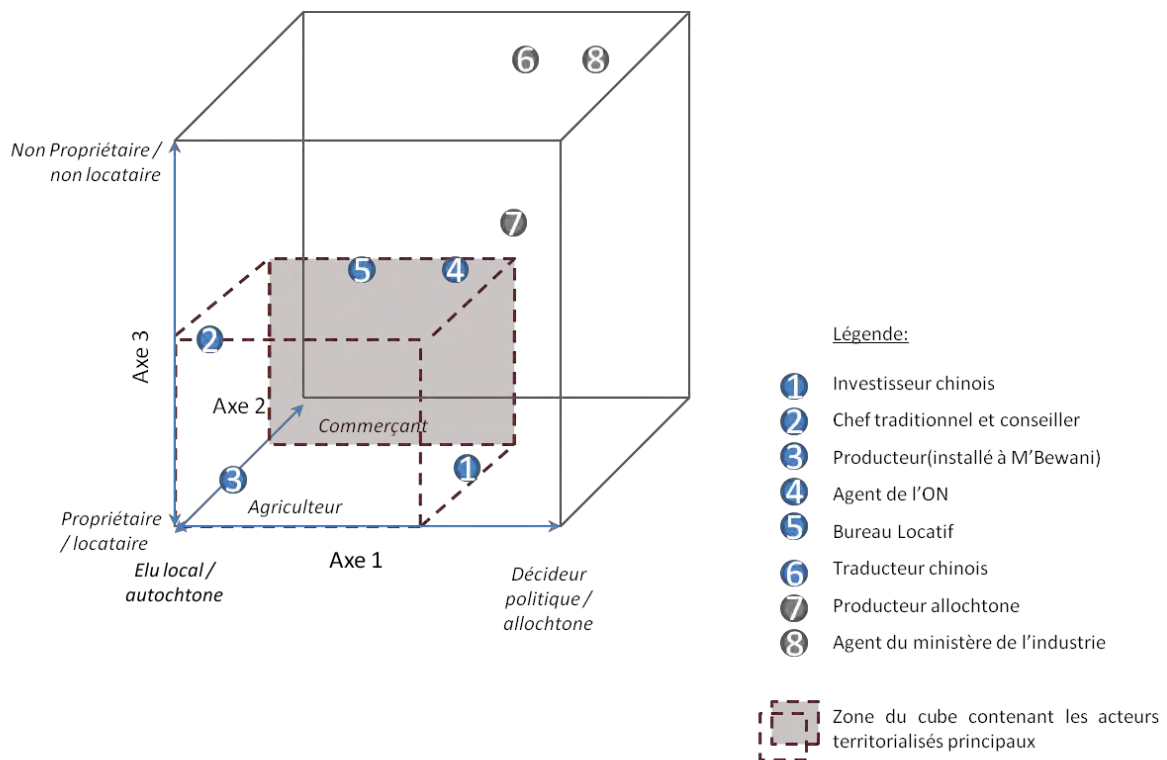 6 8
Non Propriétaire /
non locataire
7
5 4
2
Axe 3
Axe 2
Commerçant
3 1
Agriculteur
Propriétaire
/ locataire
Axe 1
Elu local /
autochtone
Décideur
politique /
allochtone
Légende:
1 Investisseur chinois
2 Chef traditionnel et conseiller
3 Producteur(installé à M’Bewani)
4 Agent de l’ON
5 Bureau Locatif
6 Traducteur chinois
7 Producteur allochtone
8 Agent du ministère de l’industrie
Zone du cube contenant les acteurs
territorialisés principaux